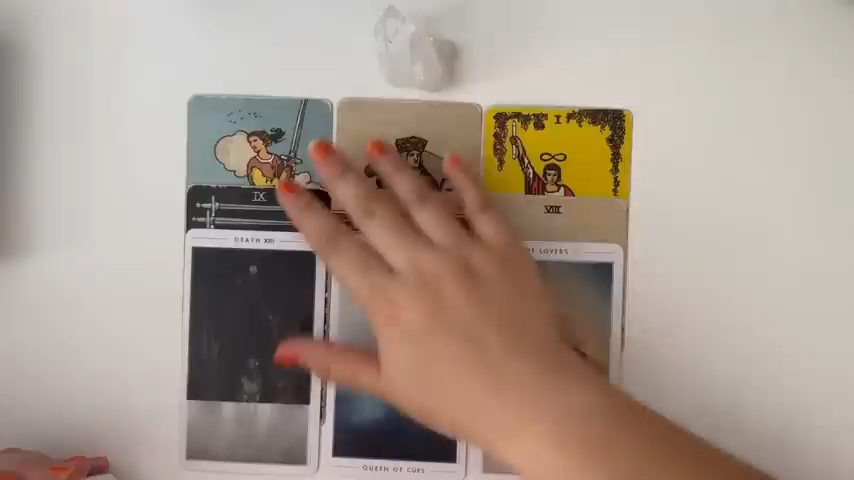 I
IX
VIII
DEATH XIII
LOVERS
QUEEN OF CUPS